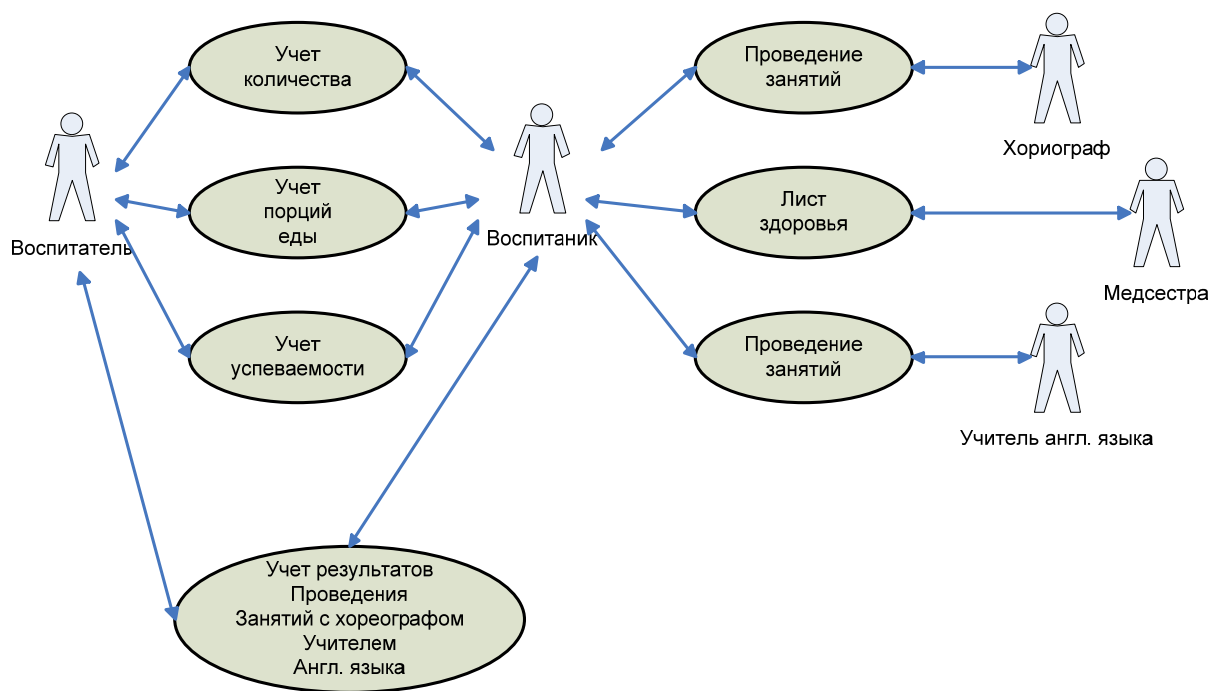 Учет
количества
Проведение
занятий
Хориограф
Учет
порций
еды
Лист
здоровья
Воспитатель
Воспитаник
Медсестра
Учет
успеваемости
Проведение
занятий
Учитель англ. языка
Учет результатов
Проведения
Занятий с хореографом
Учителем
Англ. языка